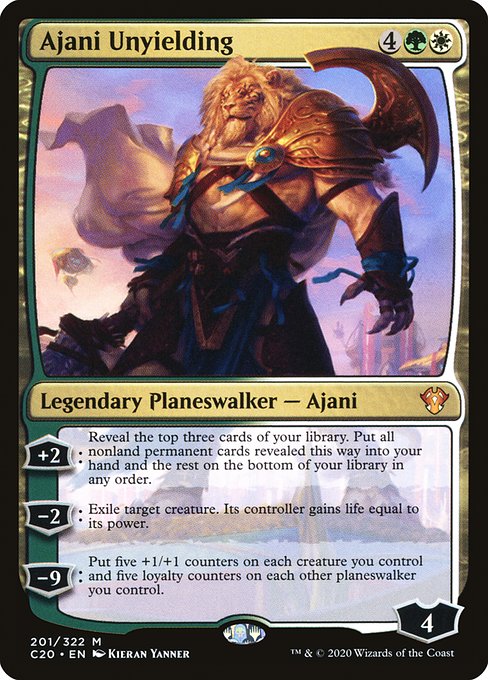 Ajani Unyielding 4
Legendary Planeswalker — Ajani
+2 : Reveal the top three cards of your library. Put all
nonland permanent cards revealed this way into your
hand and the rest on the bottom of your library in
any order.
−2 : Exile target creature. Its controller gains life equal to
its power.
−9 : Put five +1/+1 counters on each creature you control
and five loyalty counters on each other planeswalker
you control.
4
201/322 M
C20 • EN Kieran Yanner
™ & © 2020 Wizards of the Coast